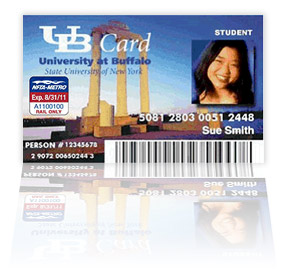 UB Card
STUDENT
University at Buffalo
State University of New York
NFTA-METRO
Exp. 8/31/11
A1100100
RAIL ONLY
5081 2803 0051 2448
Sue Smith
PERSON # 12345678
2 9072 00650244 3